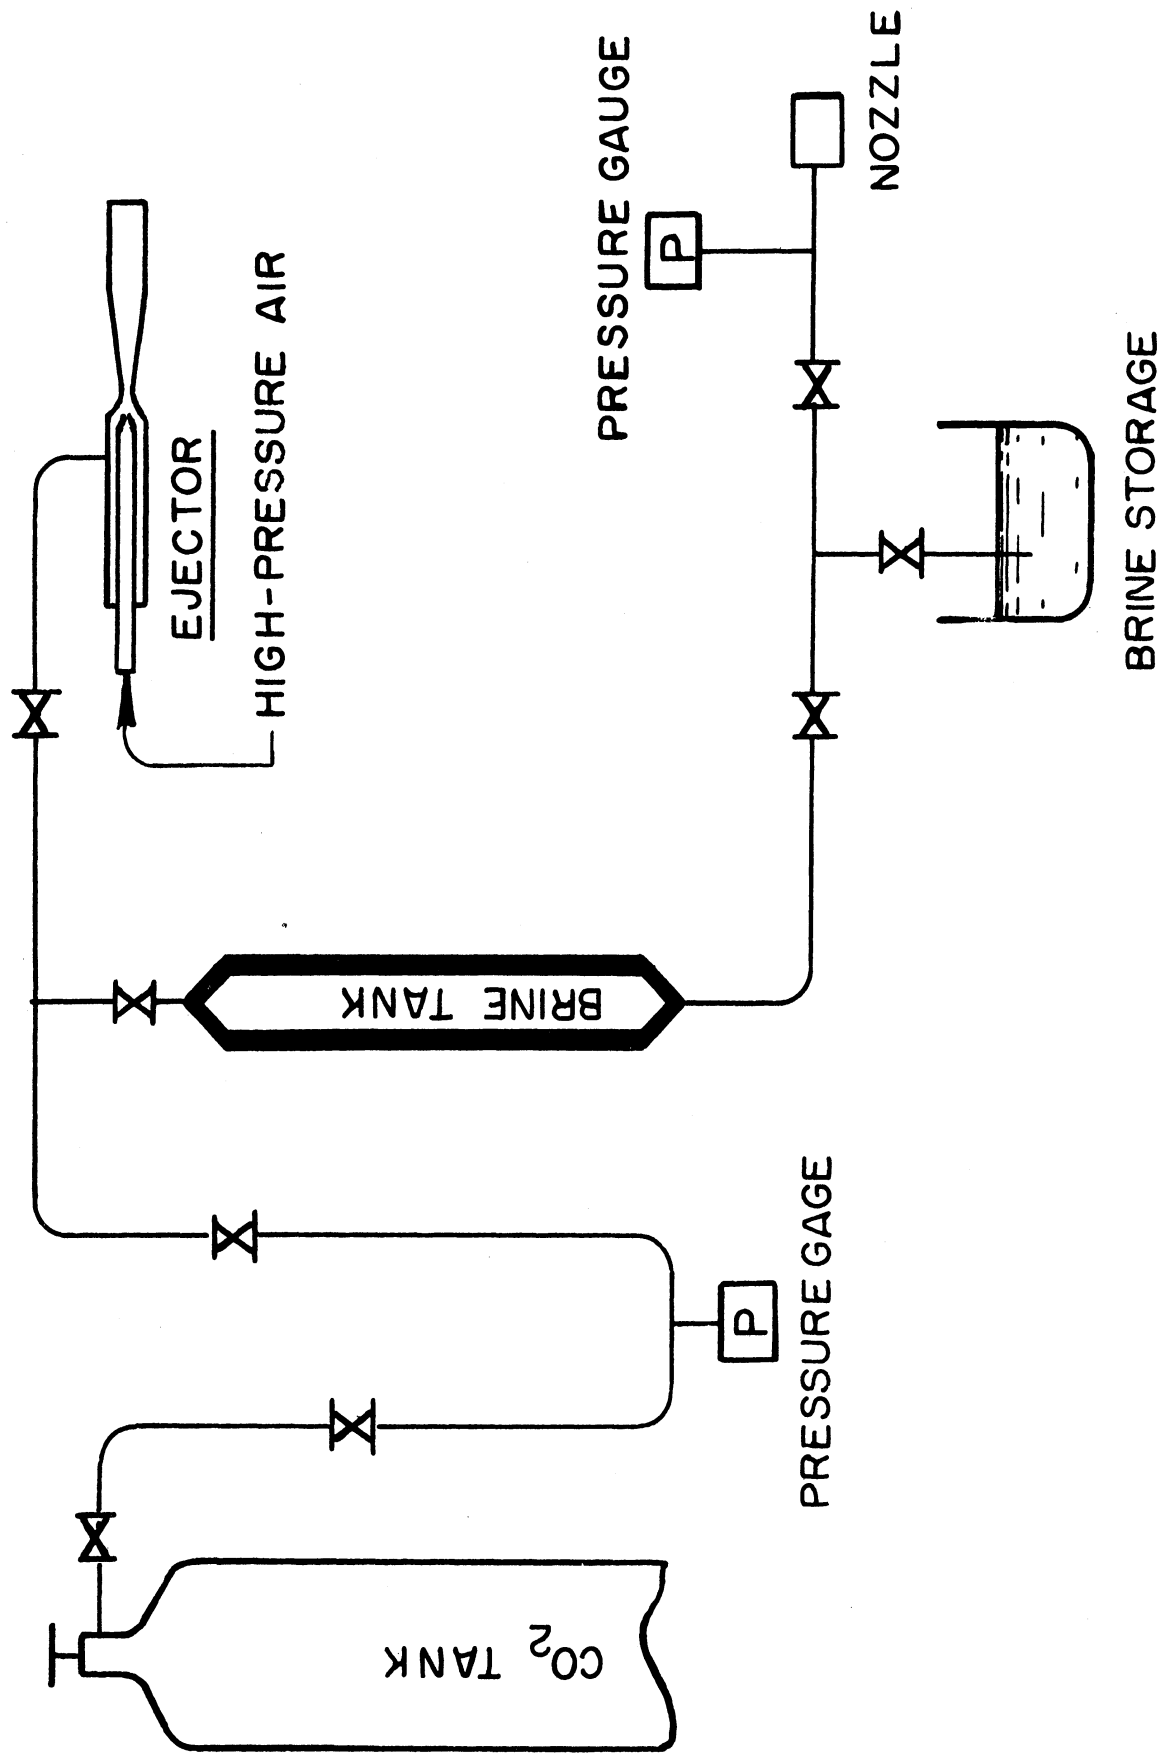 EJECTOR
HIGH-PRESSURE AIR
PRESSURE GAUGE
P
NOZZLE
BRINE STORAGE
BRINE TANK
P
PRESSURE GAGE
CO₂ TANK